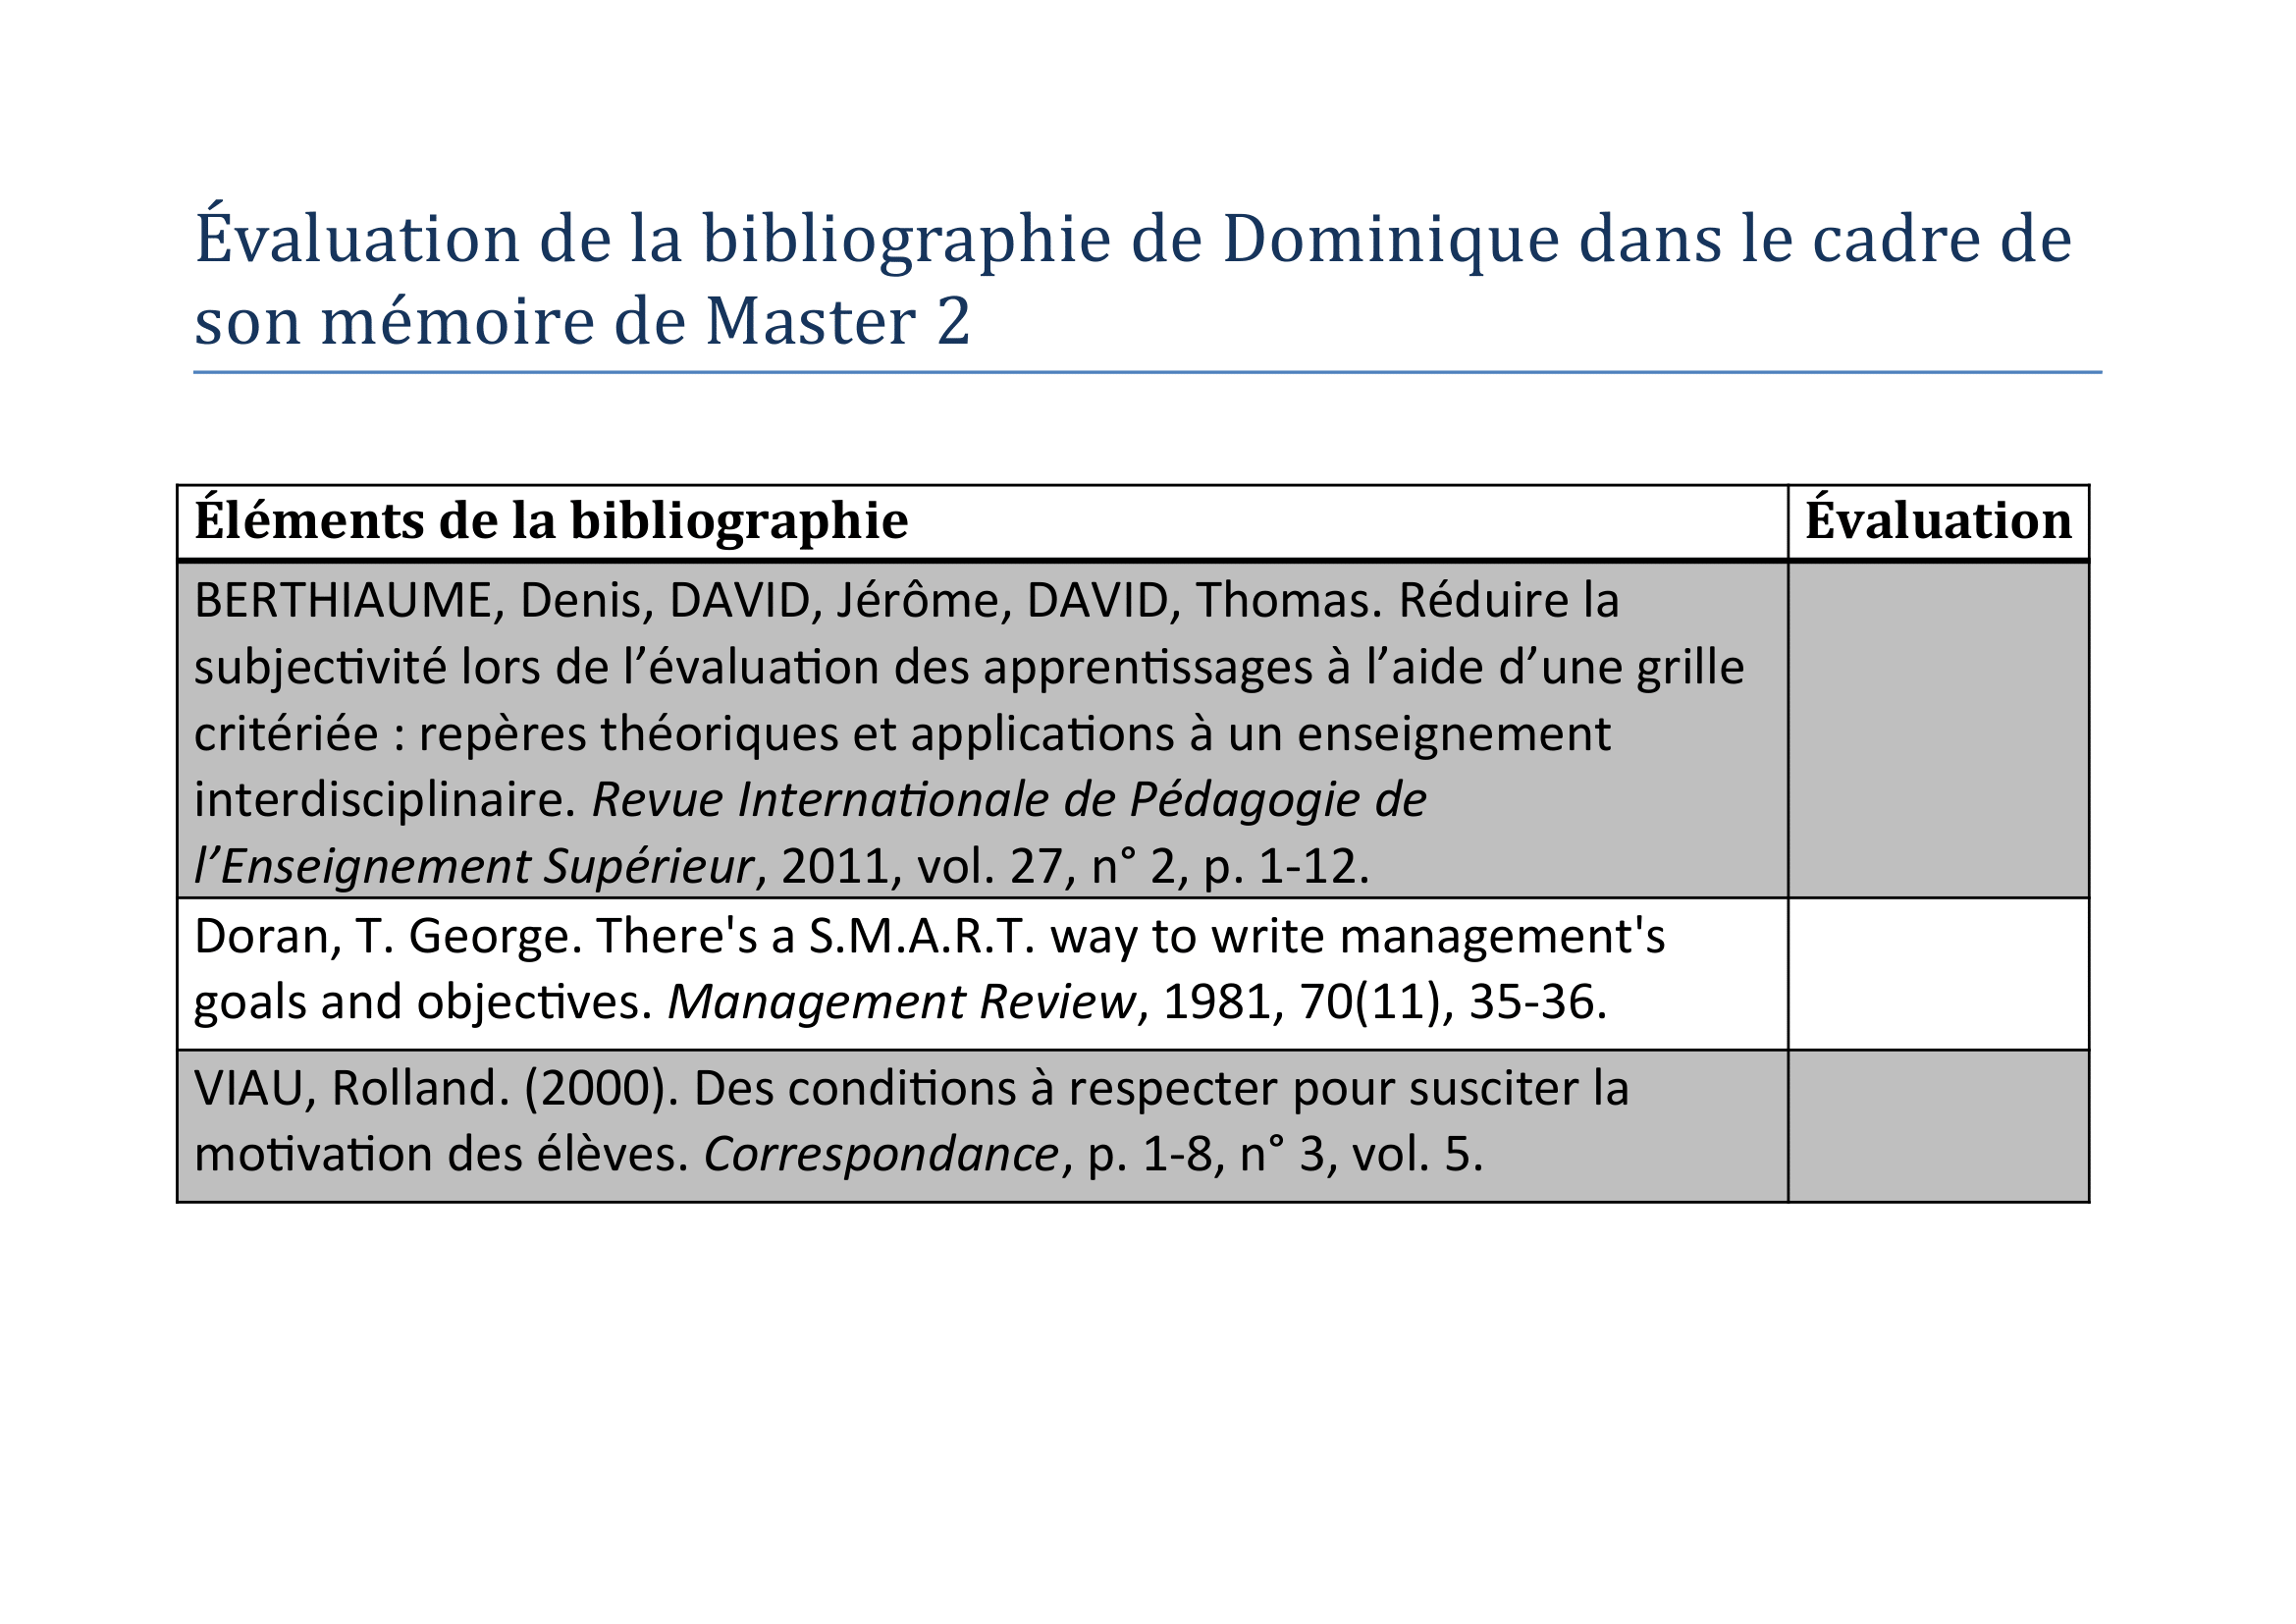 Évaluation de la bibliographie de Dominique dans le cadre de
son mémoire de Master 2
Éléments de la bibliographie
Évaluation
BERTHIAUME, Denis, DAVID, Jérôme, DAVID, Thomas. Réduire la
subjectivité lors de l’évaluation des apprentissages à l’aide d’une grille
critériée : repères théoriques et applications à un enseignement
interdisciplinaire. Revue Internationale de Pédagogie de
l’Enseignement Supérieur, 2011, vol. 27, n° 2, p. 1-12.
Doran, T. George. There's a S.M.A.R.T. way to write management's
goals and objectives. Management Review, 1981, 70(11), 35-36.
VIAU, Rolland. (2000). Des conditions à respecter pour susciter la
motivation des élèves. Correspondance, p. 1-8, n° 3, vol. 5.